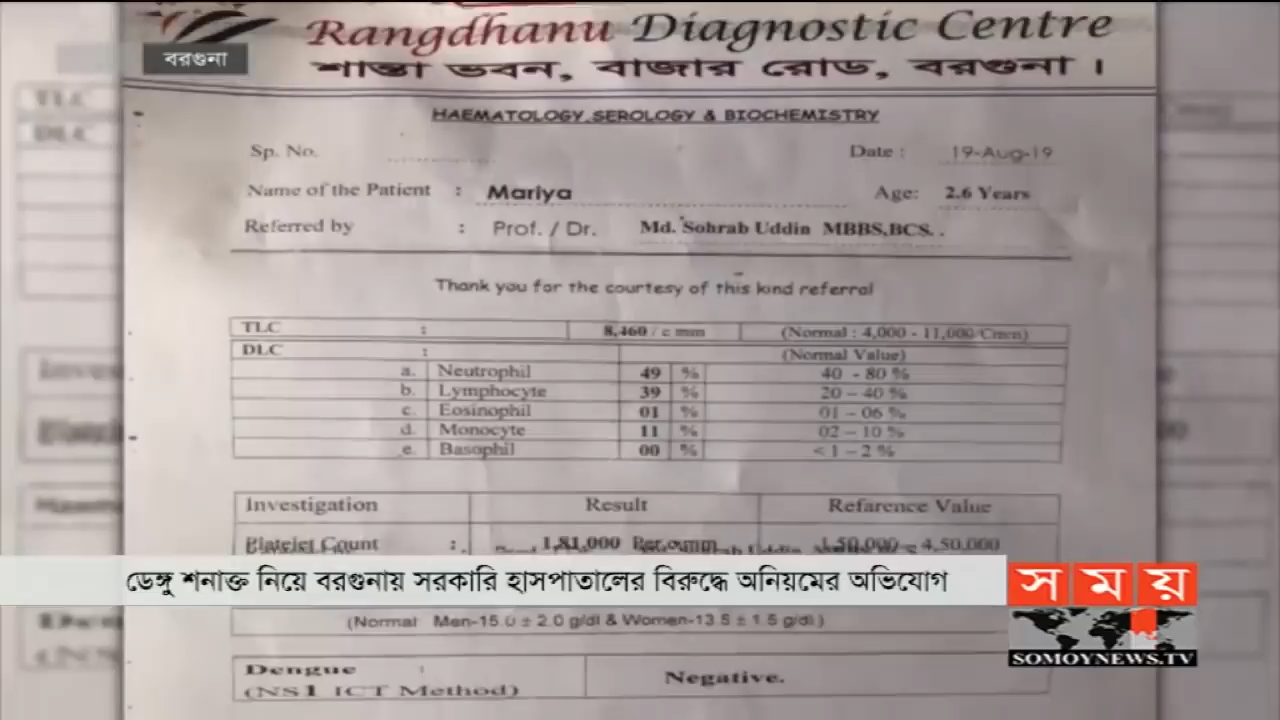 Rangdhanu Diagnostic Centre
বরগুনা
শান্তা ভবন, বাজার রোড, বরগুনা ।
HAEMATOLOGY, SEROLOGY & BIOCHEMISTRY
Sp. No. Date : 19-Aug-19
Name of the Patient : Mariya Age: 2.6 Years
Referred by : Prof. / Dr. Md. Sohrab Uddin MBBS,BCS.
Thank you for the courtesy of this kind referral
TLC : 8,460 / c mm (Normal : 4,000 - 11,000/Cmm)
DLC : (Normal Value)
a. Neutrophil 49 % 40 - 80 %
b. Lymphocyte 39 % 20 – 40 %
c. Eosinophil 01 % 01 – 06 %
d. Monocyte 11 % 02 – 10 %
e. Basophil 00 % < 1 – 2 %
Investigation Result Refarence Value
Platelet Count : 1,81,000 Per cumm 1,50,000 – 4,50,000
ডেঙ্গু শনাক্ত নিয়ে বরগুনায় সরকারি হাসপাতালের বিরুদ্ধে অনিয়মের অভিযোগ
সময়
SOMOYNEWS.TV
(Normal Men-15.0 ± 2.0 g/dl & Women-13.5 ± 1.5 g/dl )
Dengue : Negative.
(NS1 ICT Method)